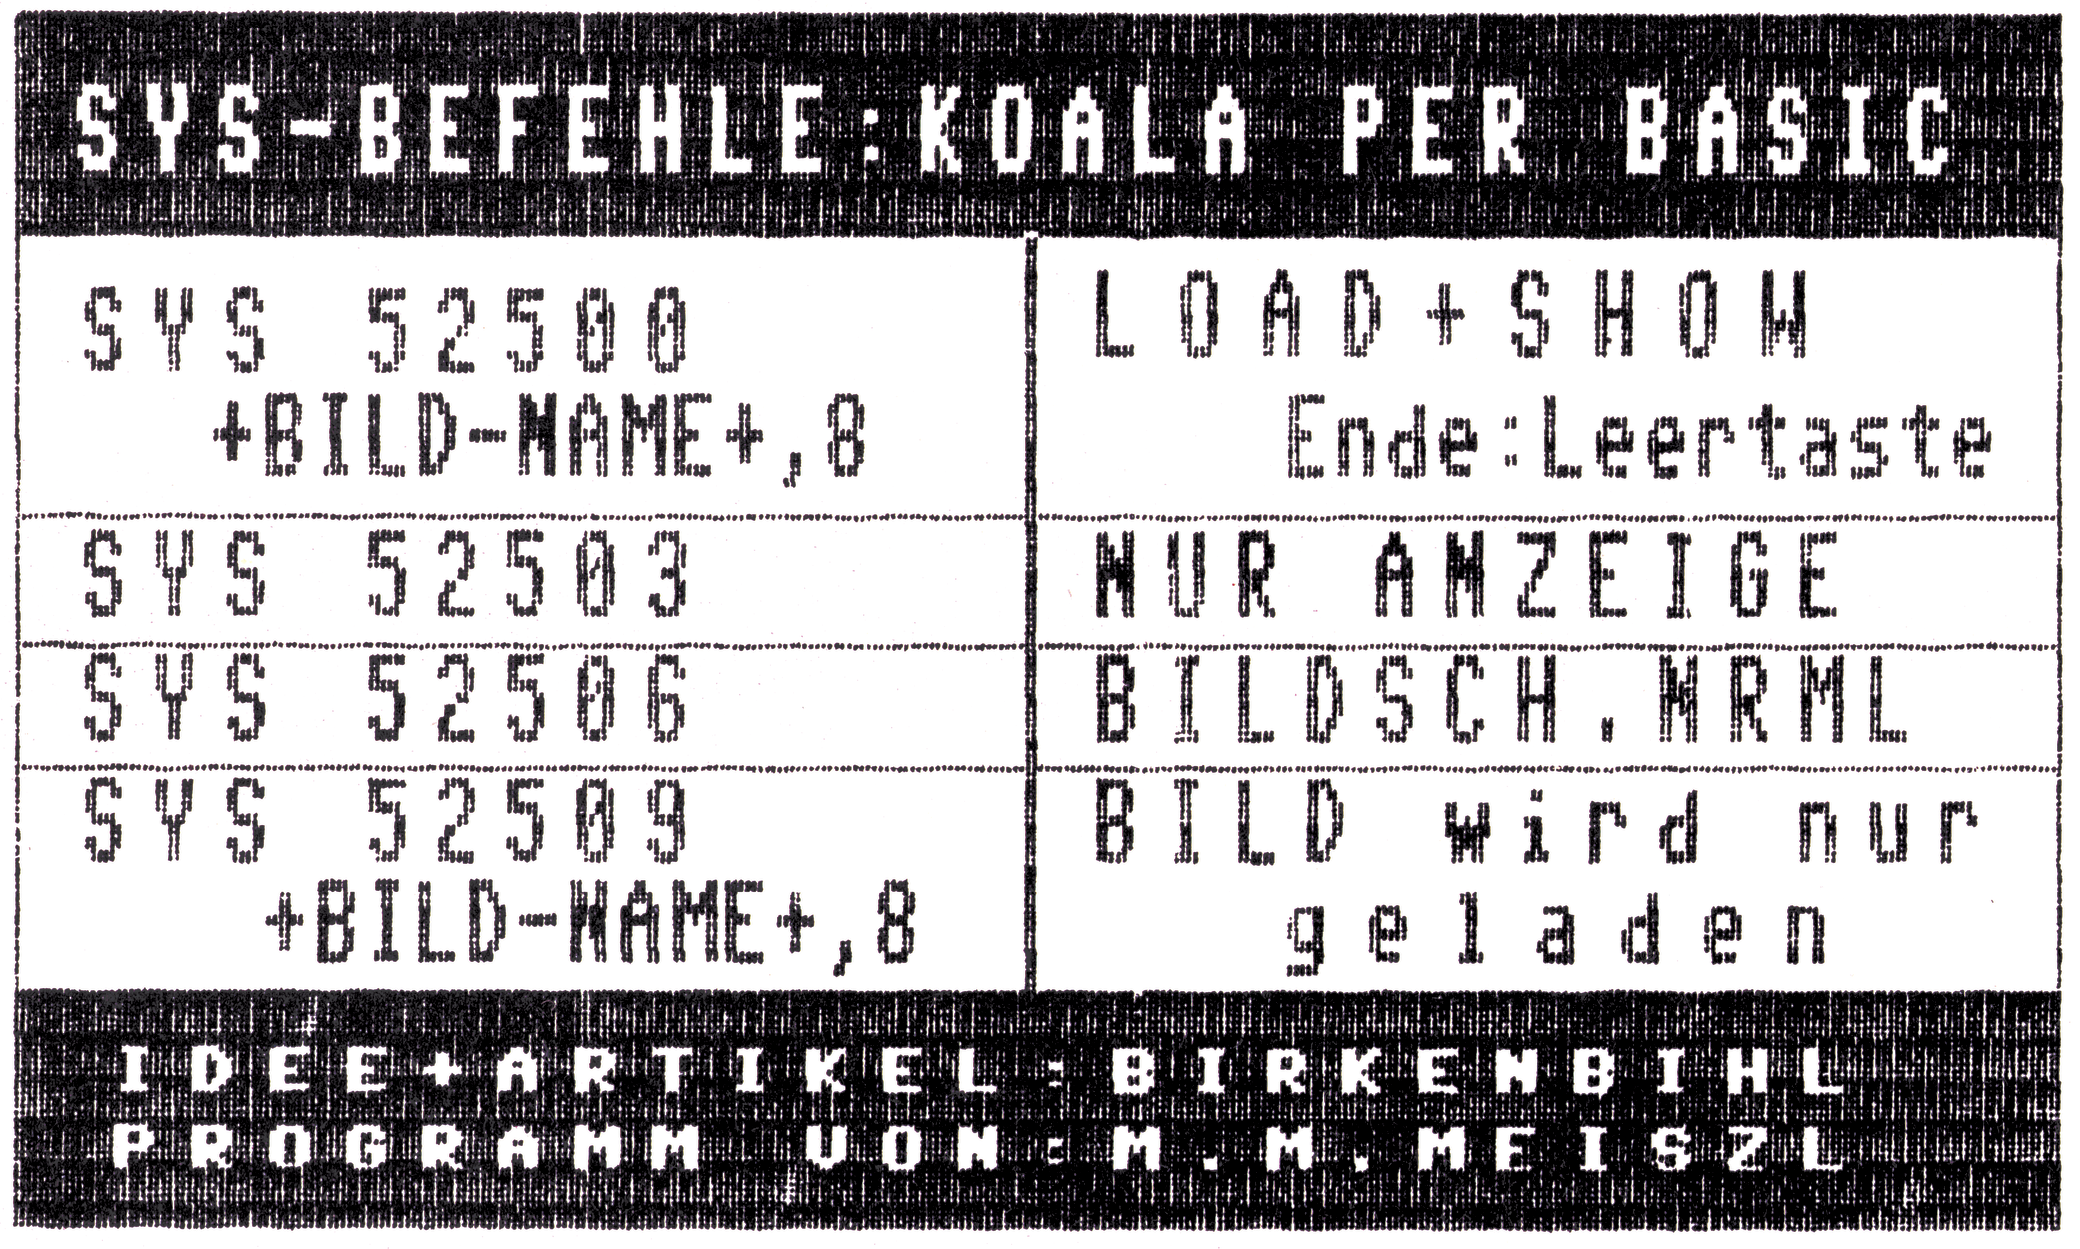 SYS-BEFEHLE:KOALA PER BASIC
SYS 52500
+BILD-NAME+,8
LOAD+SHOW
Ende:Leertaste
SYS 52503
NUR ANZEIGE
SYS 52506
BILDSCH.NRML
SYS 52509
+BILD-NAME+,8
BILD wird nur
geladen
IDEE+ARTIKEL:BIRKENBIHL
PROGRAMM VON:M.M.MEISZL